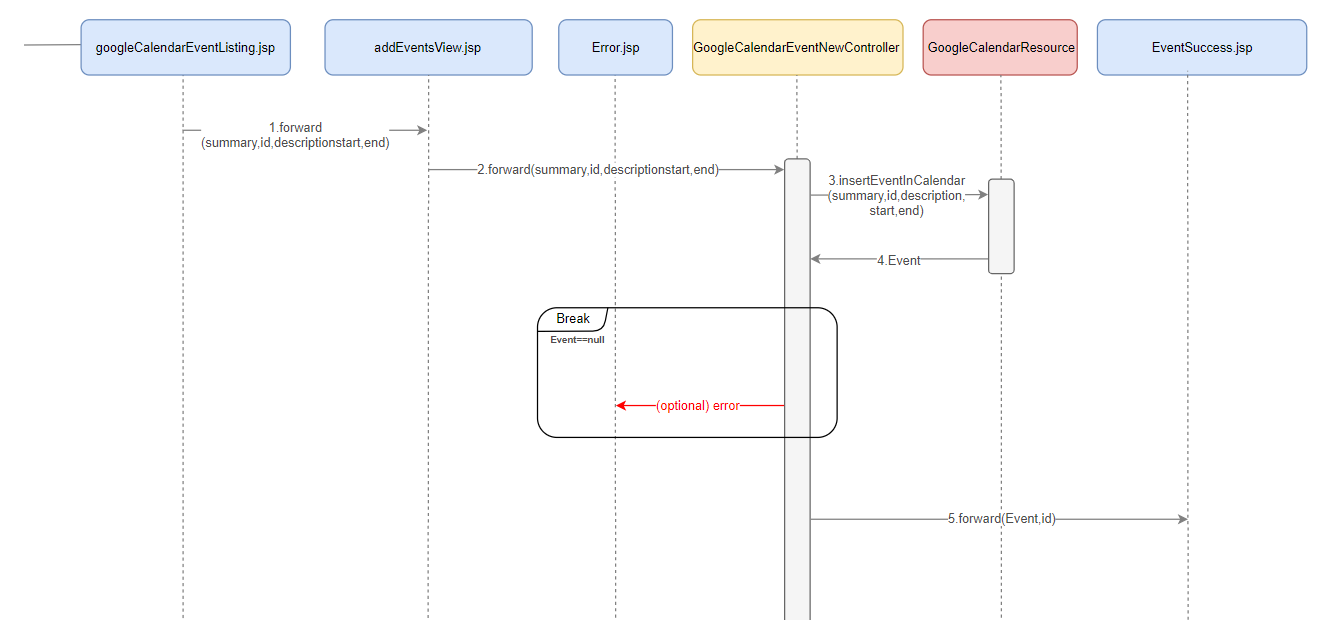 googleCalendarEventListing.jsp
addEventsView.jsp
Error.jsp
GoogleCalendarEventNewController
GoogleCalendarResource
EventSuccess.jsp
1.forward
(summary,id,descriptionstart,end)
2.forward(summary,id,descriptionstart,end)
3.insertEventInCalendar
(summary,id,description,
start,end)
4.Event
Break
Event==null
(optional) error
5.forward(Event,id)